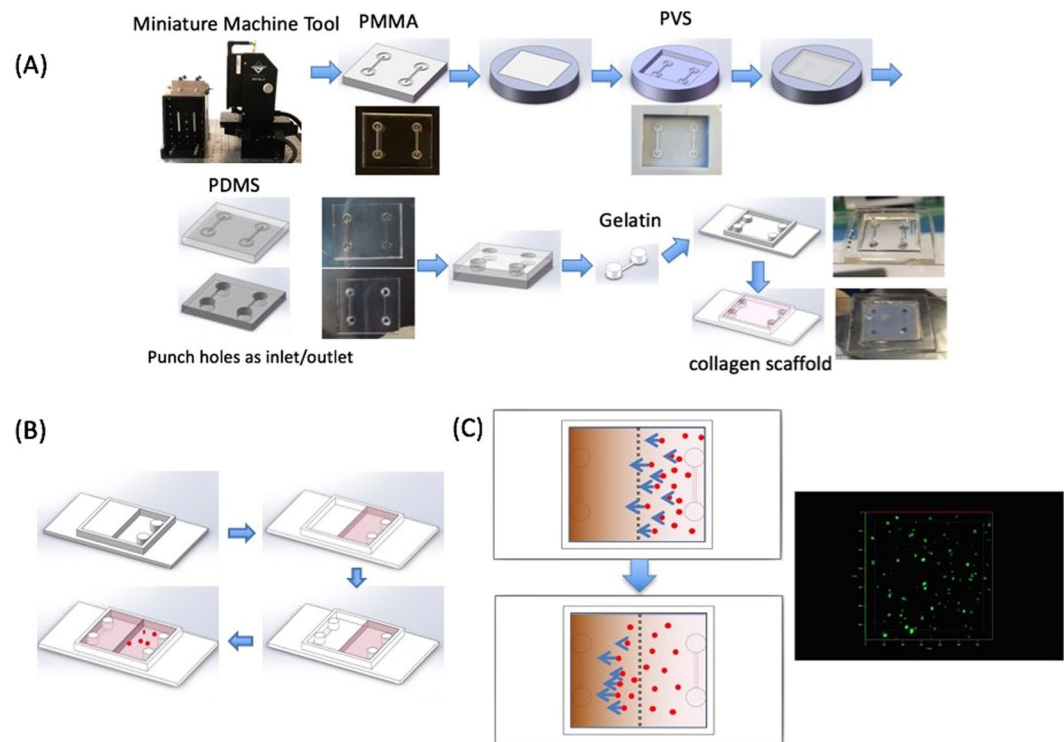 (A)
Miniature Machine Tool
PMMA
PVS
PDMS
Gelatin
Punch holes as inlet/outlet
collagen scaffold
(B)
(C)